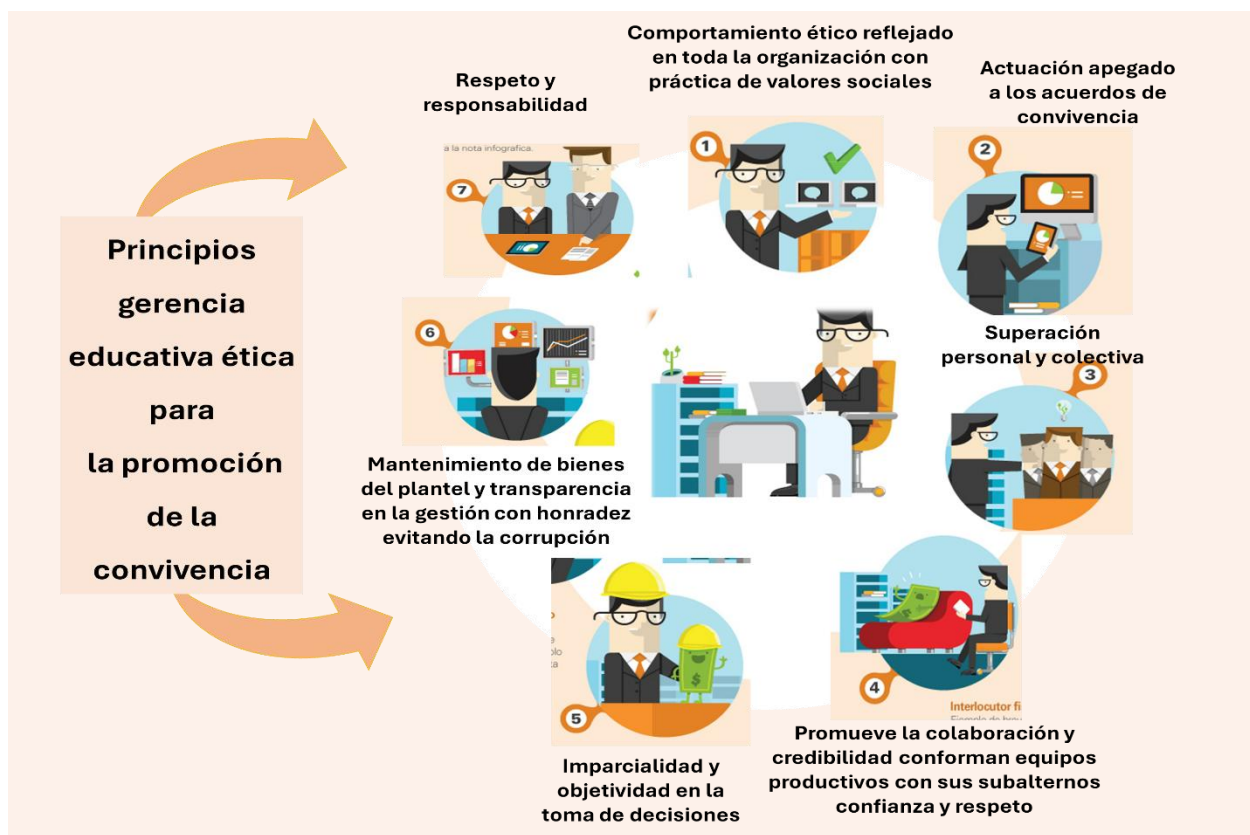 Principios
gerencia
educativa ética
para
la promoción
de la
convivencia
Comportamiento ético reflejado
en toda la organización con
práctica de valores sociales
1
Actuación apegado
a los acuerdos de
convivencia
2
Superación
personal y colectiva
3
4
Interlocutor fi
Promueve la colaboración y
credibilidad conforman equipos
productivos con sus subalternos
confianza y respeto
$
5
Imparcialidad y
objetividad en la
toma de decisiones
6
Mantenimiento de bienes
del plantel y transparencia
en la gestión con honradez
evitando la corrupción
Respeto y
responsabilidad
a la nota infografica.
7